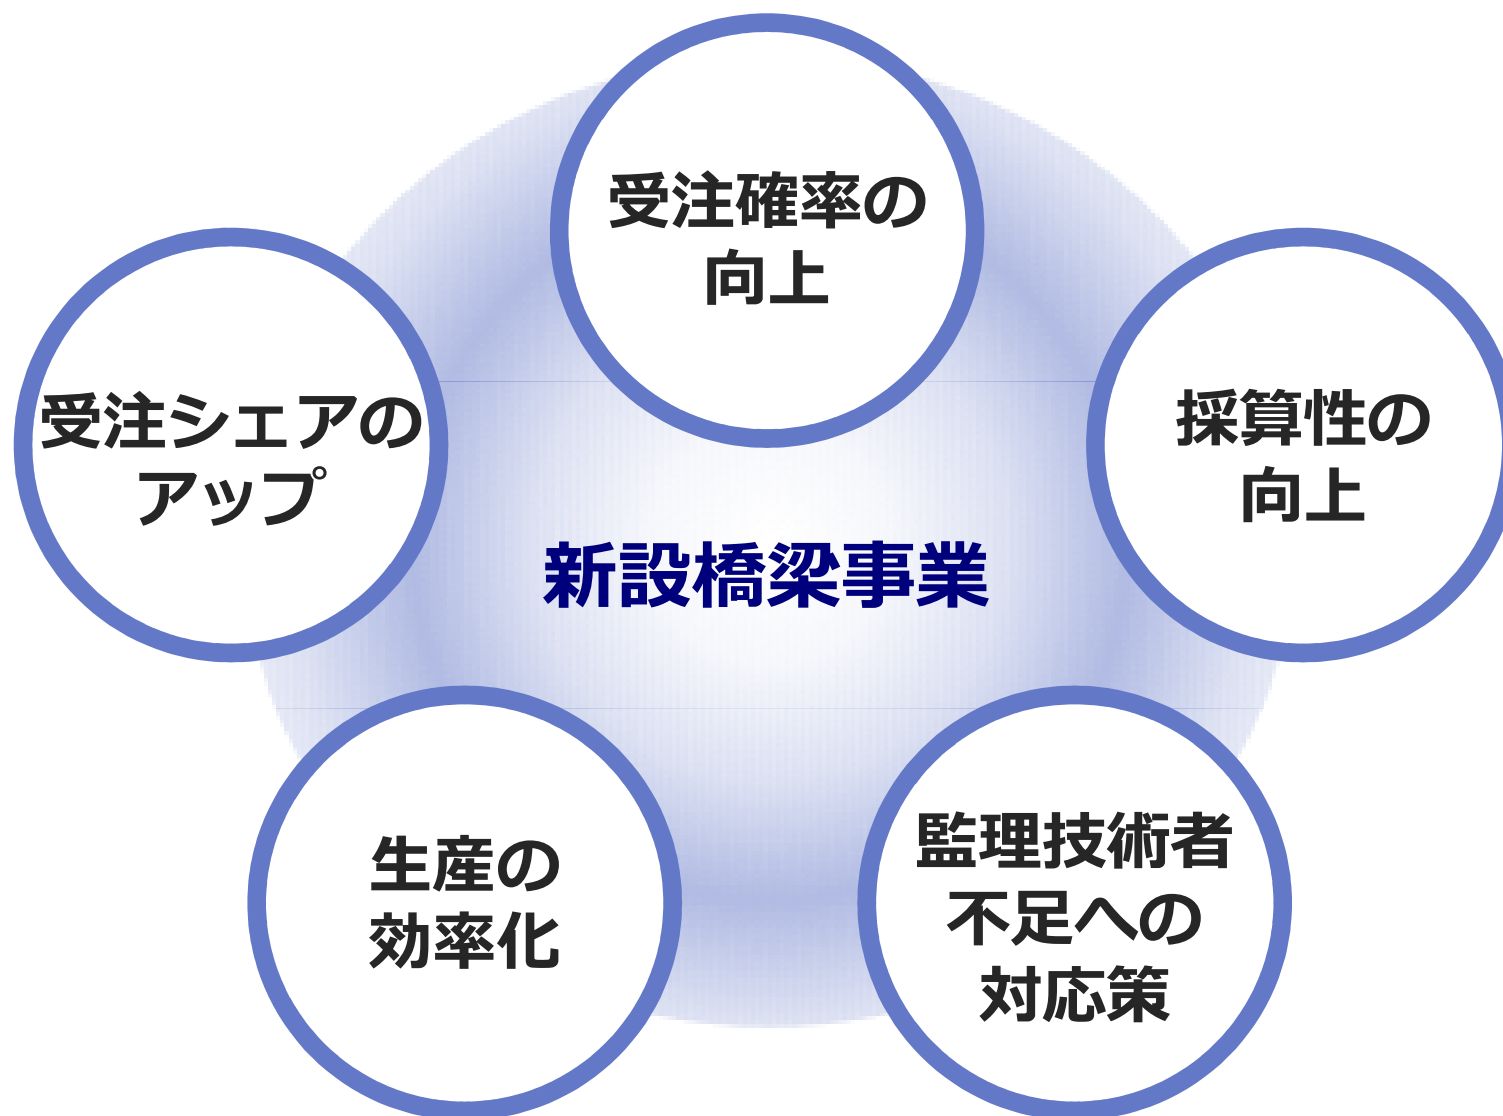 受注確率の
向上
受注シェアの
アップ
採算性の
向上
新設橋梁事業
生産の
効率化
監理技術者
不足への
対応策